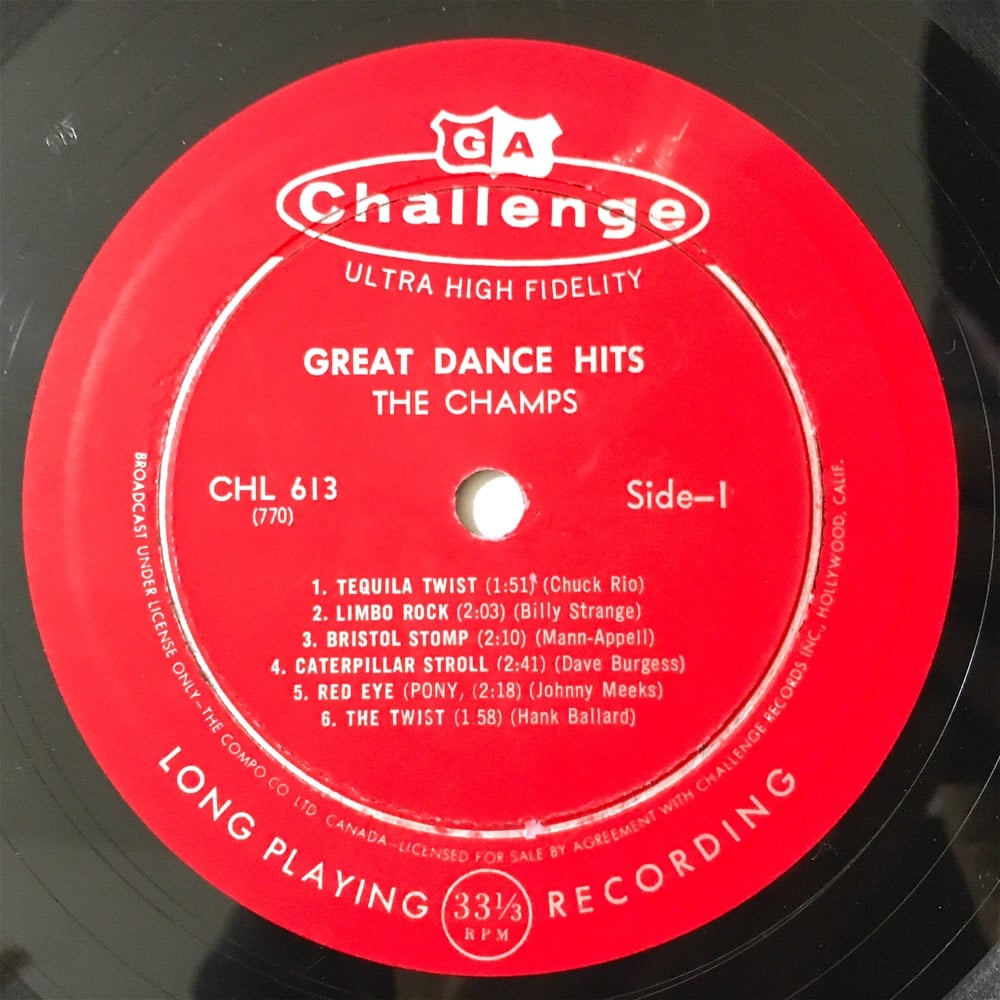 GA
Challenge
ULTRA HIGH FIDELITY
GREAT DANCE HITS
THE CHAMPS
CHL 613
(770)
Side-1
1. TEQUILA TWIST (1:51) (Chuck Rio)
2. LIMBO ROCK (2:03) (Billy Strange)
3. BRISTOL STOMP (2:10) (Mann-Appell)
4. CATERPILLAR STROLL (2:41) (Dave Burgess)
5. RED EYE (PONY, (2:18) (Johnny Meeks)
6. THE TWIST (1 58) (Hank Ballard)
BROADCAST UNDER LICENSE ONLY-THE COMPO CO. LTD. CANADA-LICENSED FOR SALE BY AGREEMENT WITH CHALLENGE RECORDS INC., HOLLYWOOD, CALIF.
LONG PLAYING RECORDING
33⅓
RPM